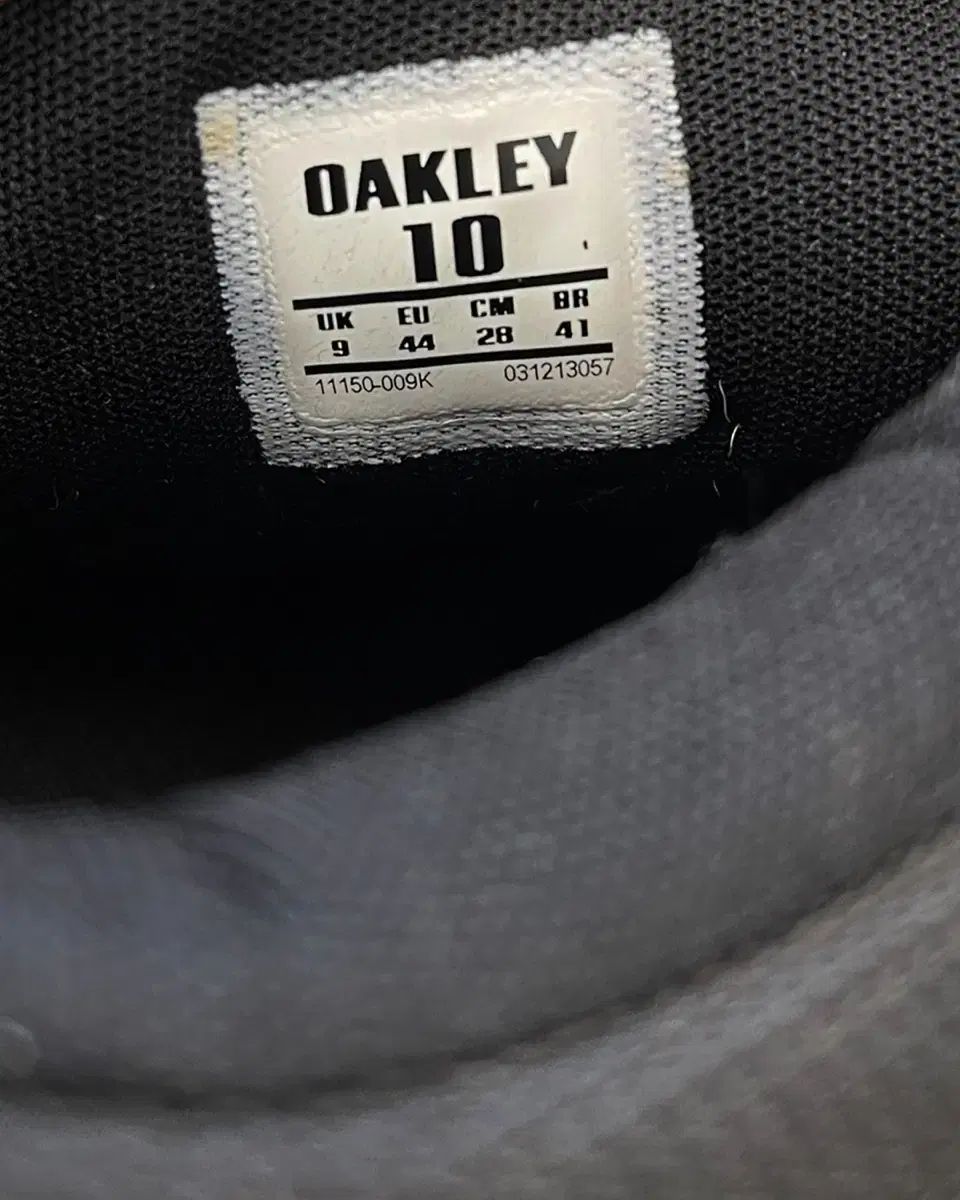 OAKLEY
10
UK EU CM BR
9 44 28 41
11150-009K 031213057